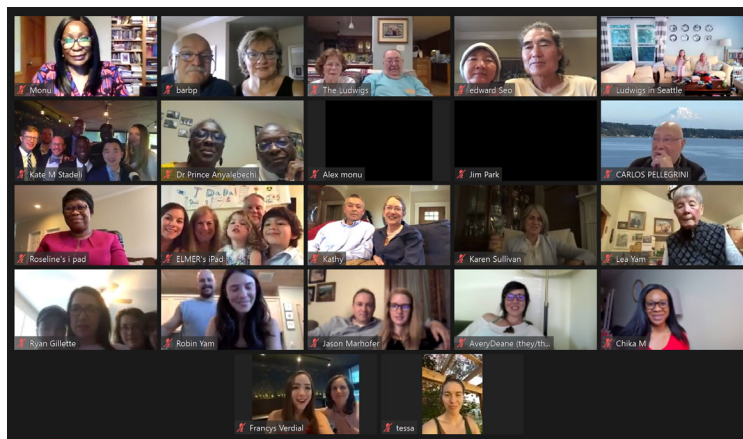 Monu
barbp
The Ludwigs
edward Seo
Ludwigs in Seattle
Kate M Stadeli
Dr Prince Anyalebechi
Alex monu
Jim Park
CARLOS PELLEGRINI
Roseline's i pad
ELMER's iPad
Kathy
Karen Sullivan
Lea Yam
Ryan Gillette
Robin Yam
Jason Marhofer
AveryDeane (they/th...
Chika M
Francys Verdial
tessa